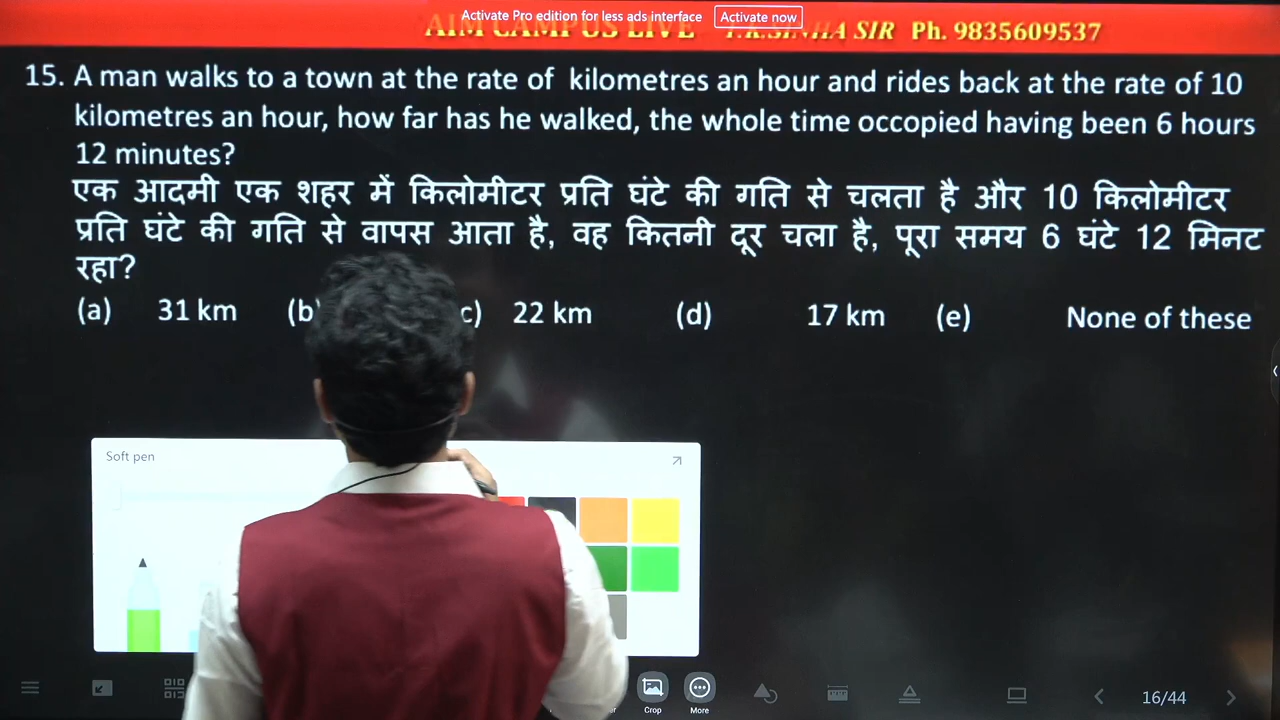 Activate Pro edition for less ads interface Activate now
AIM CAMPUS LIVE T.K.SINHA SIR Ph. 9835609537
15. A man walks to a town at the rate of kilometres an hour and rides back at the rate of 10
kilometres an hour, how far has he walked, the whole time occopied having been 6 hours
12 minutes?
एक आदमी एक शहर में किलोमीटर प्रति घंटे की गति से चलता है और 10 किलोमीटर
प्रति घंटे की गति से वापस आता है, वह कितनी दूर चला है, पूरा समय 6 घंटे 12 मिनट
रहा?
(a) 31 km (b) c) 22 km (d) 17 km (e) None of these
Soft pen
Crop More
16/44